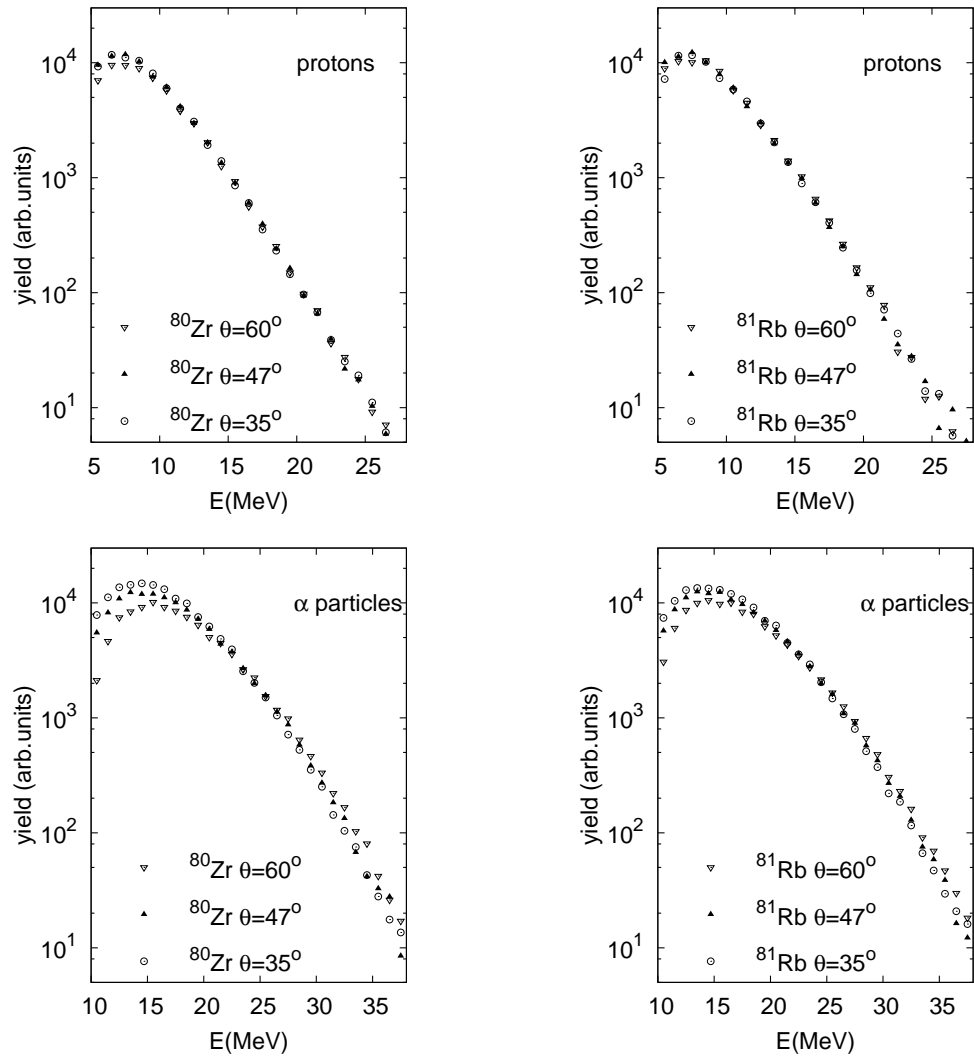 yield (arb.units)
10⁴
10³
10²
10¹
protons
⁸⁰Zr θ=60°
⁸⁰Zr θ=47°
⁸⁰Zr θ=35°
5 10 15 20 25
E(MeV)
yield (arb.units)
10⁴
10³
10²
10¹
protons
⁸¹Rb θ=60°
⁸¹Rb θ=47°
⁸¹Rb θ=35°
5 10 15 20 25
E(MeV)
yield (arb.units)
10⁴
10³
10²
10¹
α particles
⁸⁰Zr θ=60°
⁸⁰Zr θ=47°
⁸⁰Zr θ=35°
10 15 20 25 30 35
E(MeV)
yield (arb.units)
10⁴
10³
10²
10¹
α particles
⁸¹Rb θ=60°
⁸¹Rb θ=47°
⁸¹Rb θ=35°
10 15 20 25 30 35
E(MeV)